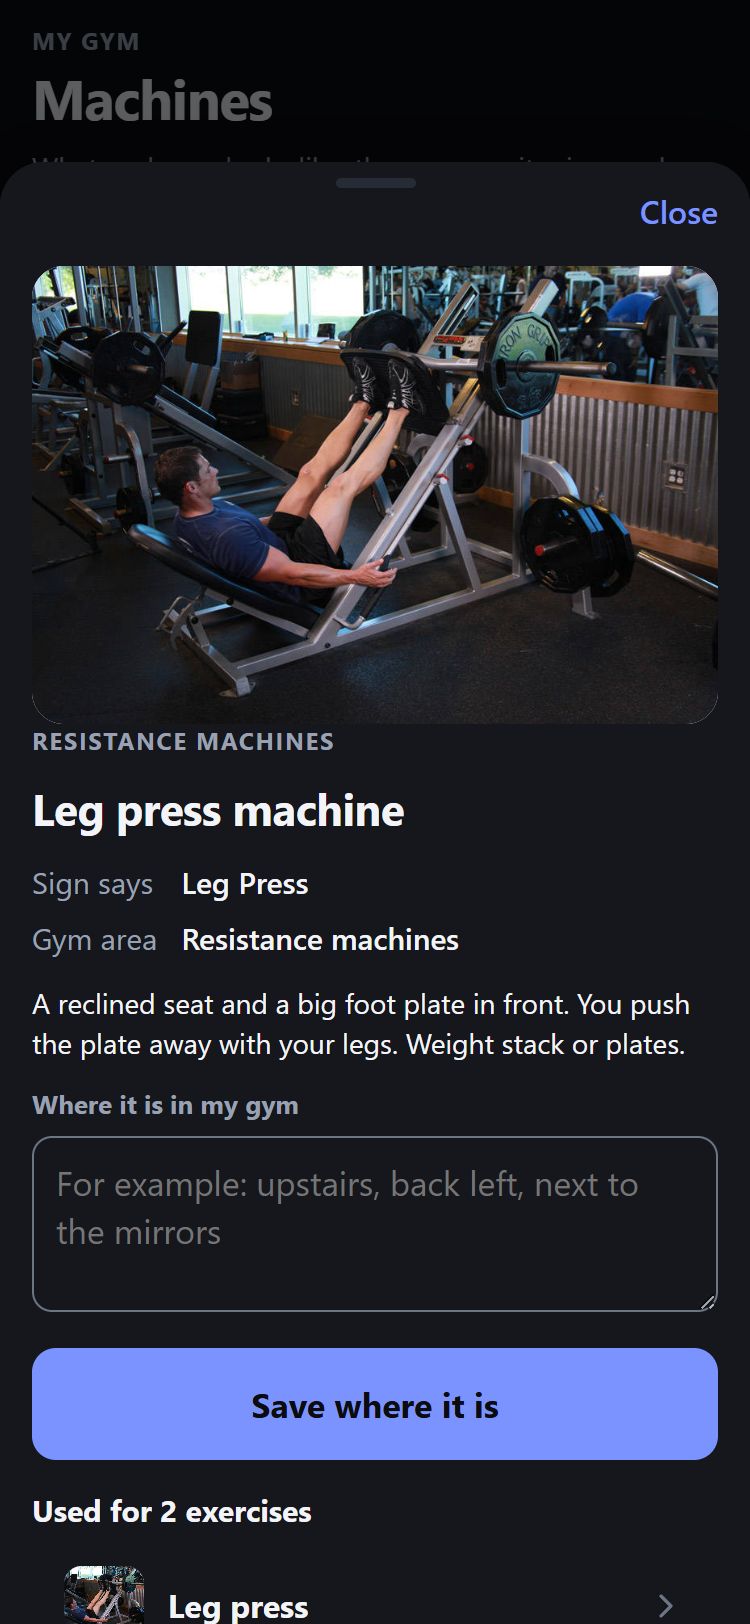 MY GYM
Machines
Close
IRON GRIP
RESISTANCE MACHINES
Leg press machine
Sign says Leg Press
Gym area Resistance machines
A reclined seat and a big foot plate in front. You push
the plate away with your legs. Weight stack or plates.
Where it is in my gym
For example: upstairs, back left, next to
the mirrors
Save where it is
Used for 2 exercises
Leg press